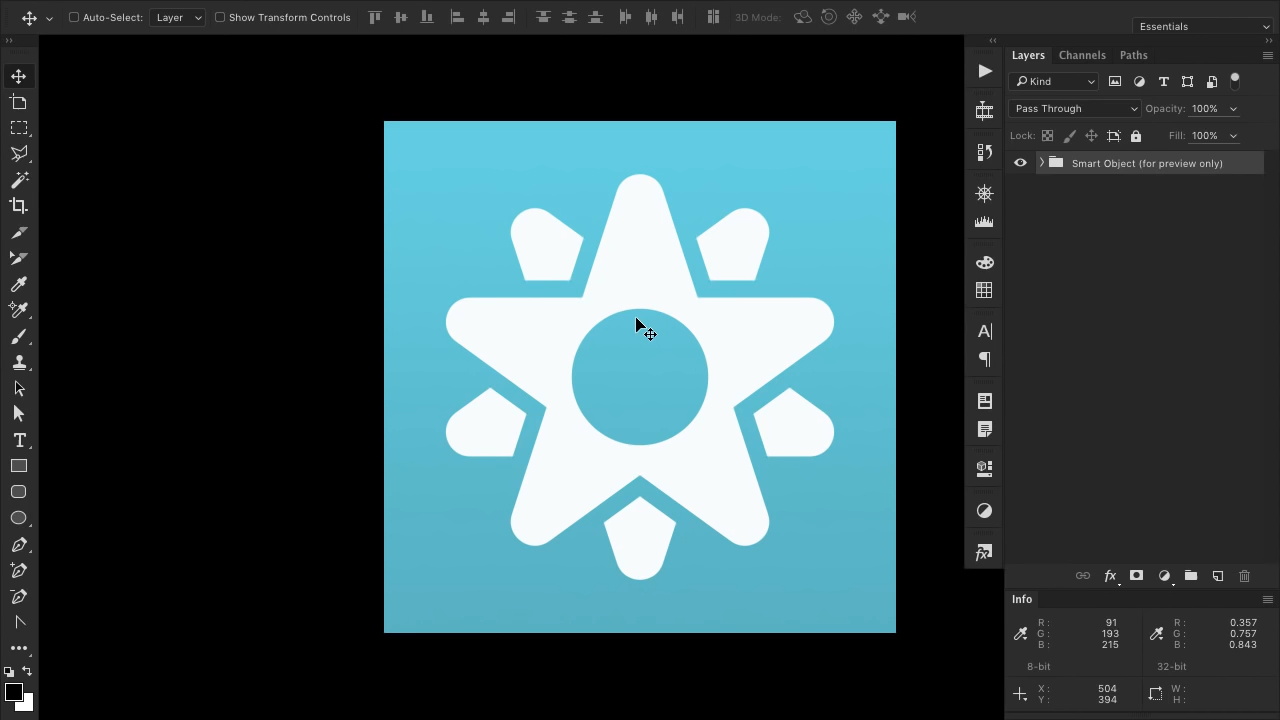 Auto-Select: Layer Show Transform Controls 3D Mode:
Essentials
Layers Channels Paths
Kind
Pass Through Opacity: 100%
Lock: Fill: 100%
Smart Object (for preview only)
fx
Info
R: 91 R: 0.357
G: 193 G: 0.757
B: 215 B: 0.843
8-bit 32-bit
X: 504 W:
Y: 394 H: